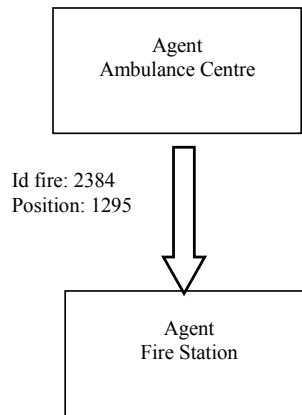 Agent
Ambulance Centre
Id fire: 2384
Position: 1295
Agent
Fire Station